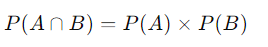 P(A ∩ B) = P(A) × P(B)